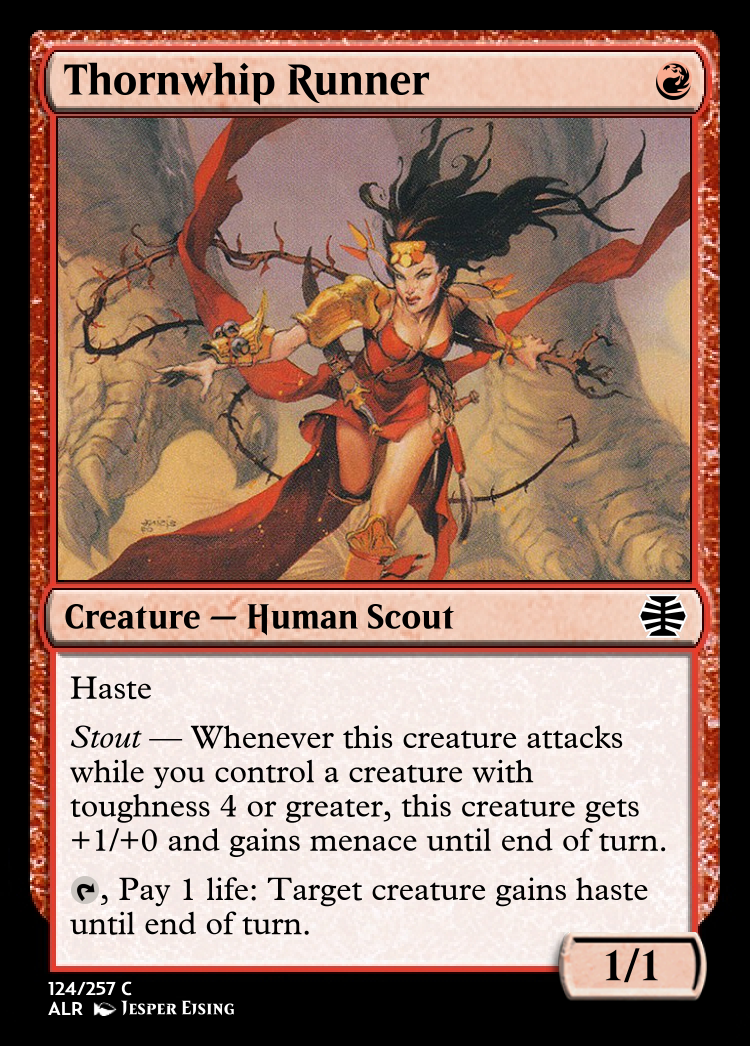 Thornwhip Runner
Creature — Human Scout
Haste
Stout — Whenever this creature attacks
while you control a creature with
toughness 4 or greater, this creature gets
+1/+0 and gains menace until end of turn.
, Pay 1 life: Target creature gains haste
until end of turn.
1/1
124/257 C
ALR Jesper Ejsing